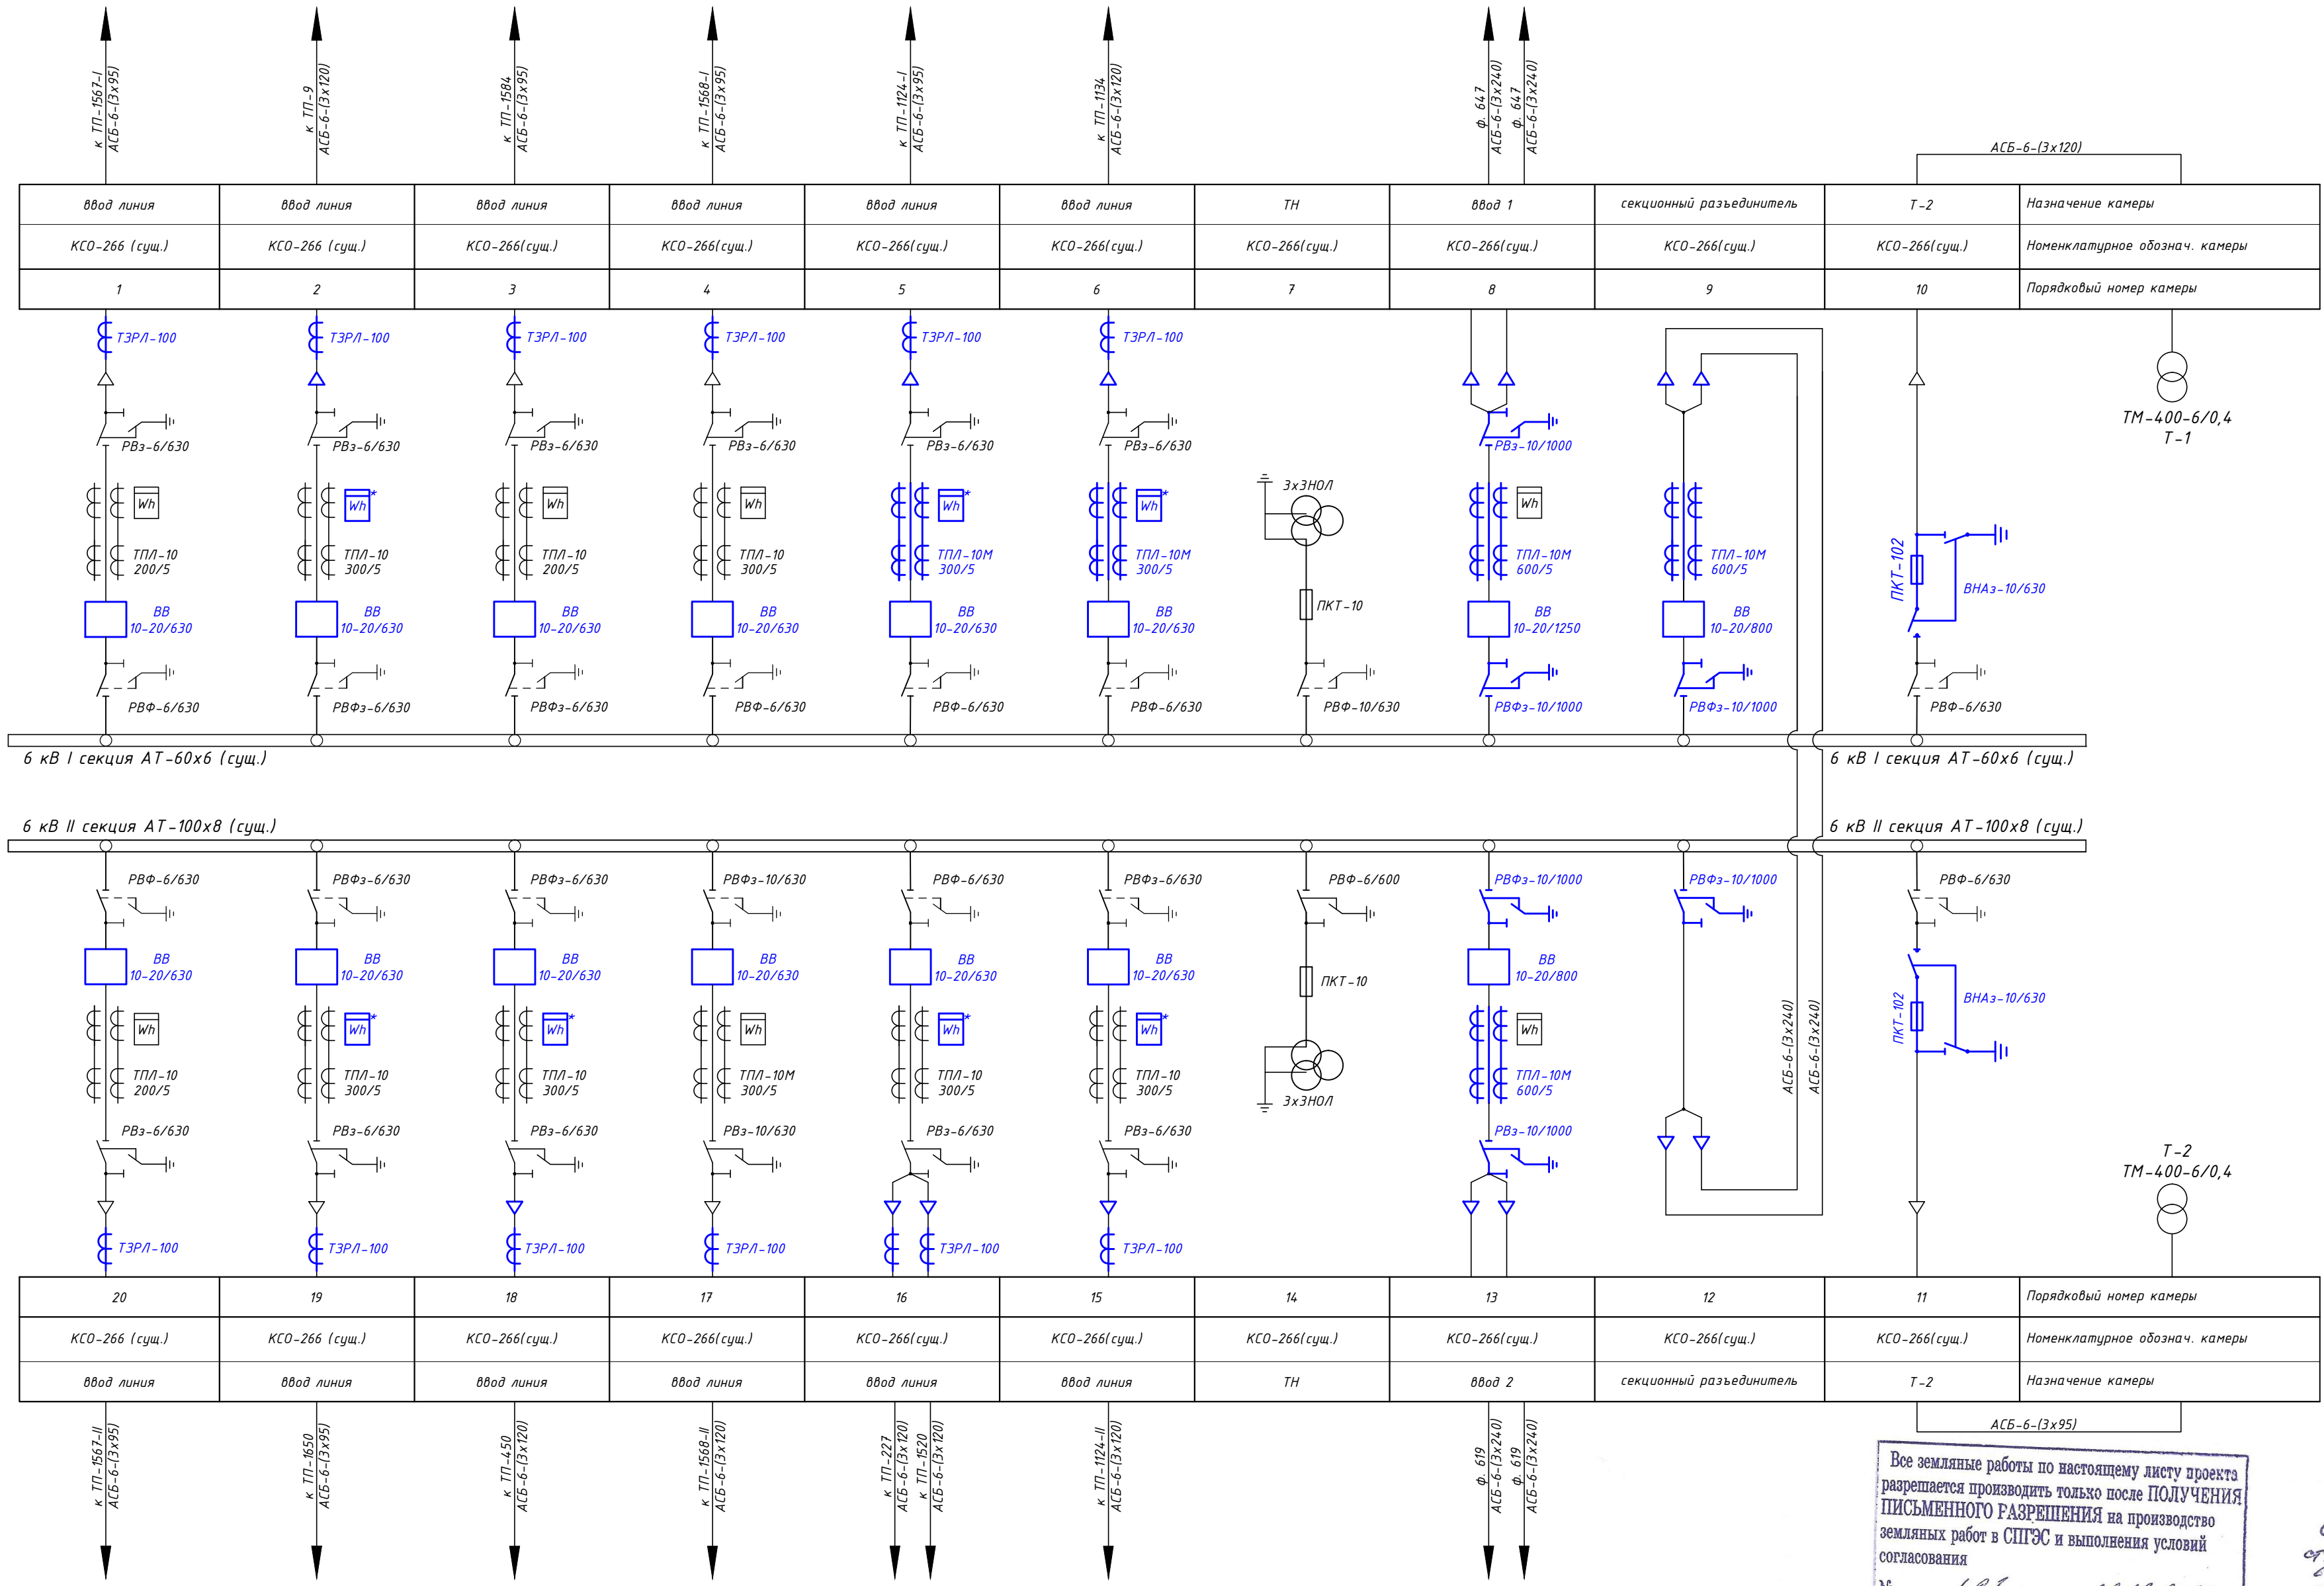 к ТП-1567-I
АСБ-6-(3х95)
к ТП-9
АСБ-6-(3х120)
к ТП-1584
АСБ-6-(3х95)
к ТП-1568-I
АСБ-6-(3х95)
к ТП-1124-I
АСБ-6-(3х95)
к ТП-1134
АСБ-6-(3х120)
ф. 647
АСБ-6-(3х240)
ф. 647
АСБ-6-(3х240)
АСБ-6-(3х120)
ввод линия
ввод линия
ввод линия
ввод линия
ввод линия
ввод линия
ТН
ввод 1
секционный разъединитель
Т-2
Назначение камеры
КСО-266 (сущ.)
КСО-266 (сущ.)
КСО-266(сущ.)
КСО-266(сущ.)
КСО-266(сущ.)
КСО-266(сущ.)
КСО-266(сущ.)
КСО-266(сущ.)
КСО-266(сущ.)
КСО-266(сущ.)
Номенклатурное обознач. камеры
1
2
3
4
5
6
7
8
9
10
Порядковый номер камеры
ТЗРЛ-100
ТЗРЛ-100
ТЗРЛ-100
ТЗРЛ-100
ТЗРЛ-100
ТЗРЛ-100
ТМ-400-6/0,4
Т-1
РВз-6/630
РВз-6/630
РВз-6/630
РВз-6/630
РВз-6/630
РВз-6/630
РВз-10/1000
3х3НОЛ
Wh
Wh*
Wh
Wh
Wh*
Wh*
Wh
ТПЛ-10
200/5
ТПЛ-10
300/5
ТПЛ-10
200/5
ТПЛ-10
300/5
ТПЛ-10М
300/5
ТПЛ-10М
300/5
ТПЛ-10М
600/5
ТПЛ-10М
600/5
ПКТ-102
ВНАз-10/630
ВВ
10-20/630
ВВ
10-20/630
ВВ
10-20/630
ВВ
10-20/630
ВВ
10-20/630
ВВ
10-20/630
ПКТ-10
ВВ
10-20/1250
ВВ
10-20/800
РВФ-6/630
РВФз-6/630
РВФз-6/630
РВФ-6/630
РВФ-6/630
РВФ-6/630
РВФ-10/630
РВФз-10/1000
РВФз-10/1000
РВФ-6/630
6 кВ I секция АТ-60х6 (сущ.)
6 кВ I секция АТ-60х6 (сущ.)
6 кВ II секция АТ-100х8 (сущ.)
6 кВ II секция АТ-100х8 (сущ.)
РВФ-6/630
РВФз-6/630
РВФз-6/630
РВФз-10/630
РВФ-6/630
РВФз-6/630
РВФ-6/600
РВФз-10/1000
РВФз-10/1000
РВФ-6/630
ВВ
10-20/630
ВВ
10-20/630
ВВ
10-20/630
ВВ
10-20/630
ВВ
10-20/630
ВВ
10-20/630
ПКТ-10
ВВ
10-20/800
ПКТ-102
ВНАз-10/630
Wh
Wh*
Wh*
Wh
Wh*
Wh*
Wh
АСБ-6-(3х240)
АСБ-6-(3х240)
ТПЛ-10
200/5
ТПЛ-10
300/5
ТПЛ-10
300/5
ТПЛ-10М
300/5
ТПЛ-10
300/5
ТПЛ-10
300/5
3х3НОЛ
ТПЛ-10М
600/5
РВз-6/630
РВз-6/630
РВз-6/630
РВз-10/630
РВз-6/630
РВз-6/630
РВз-10/1000
Т-2
ТМ-400-6/0,4
ТЗРЛ-100
ТЗРЛ-100
ТЗРЛ-100
ТЗРЛ-100
ТЗРЛ-100
ТЗРЛ-100
20
19
18
17
16
15
14
13
12
11
Порядковый номер камеры
КСО-266 (сущ.)
КСО-266 (сущ.)
КСО-266(сущ.)
КСО-266(сущ.)
КСО-266(сущ.)
КСО-266(сущ.)
КСО-266(сущ.)
КСО-266(сущ.)
КСО-266(сущ.)
КСО-266(сущ.)
Номенклатурное обознач. камеры
ввод линия
ввод линия
ввод линия
ввод линия
ввод линия
ввод линия
ТН
ввод 2
секционный разъединитель
Т-2
Назначение камеры
к ТП-1567-II
АСБ-6-(3х95)
к ТП-1650
АСБ-6-(3х95)
к ТП-450
АСБ-6-(3х120)
к ТП-1568-II
АСБ-6-(3х120)
к ТП-227
АСБ-6-(3х120)
к ТП-1520
АСБ-6-(3х120)
к ТП-1124-II
АСБ-6-(3х120)
ф. 619
АСБ-6-(3х240)
ф. 619
АСБ-6-(3х240)
АСБ-6-(3х95)
Все земляные работы по настоящему листу проекта
разрешается производить только после ПОЛУЧЕНИЯ
ПИСЬМЕННОГО РАЗРЕШЕНИЯ на производство
земляных работ в СПГЭС и выполнения условий
согласования